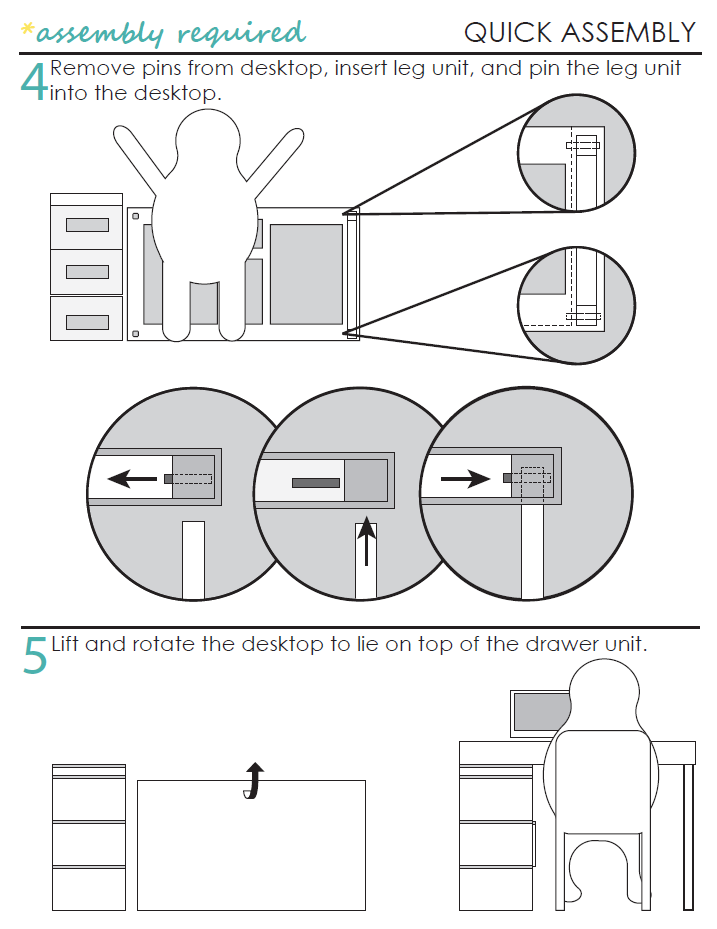 *assembly required
QUICK ASSEMBLY
4 Remove pins from desktop, insert leg unit, and pin the leg unit
into the desktop.
5 Lift and rotate the desktop to lie on top of the drawer unit.